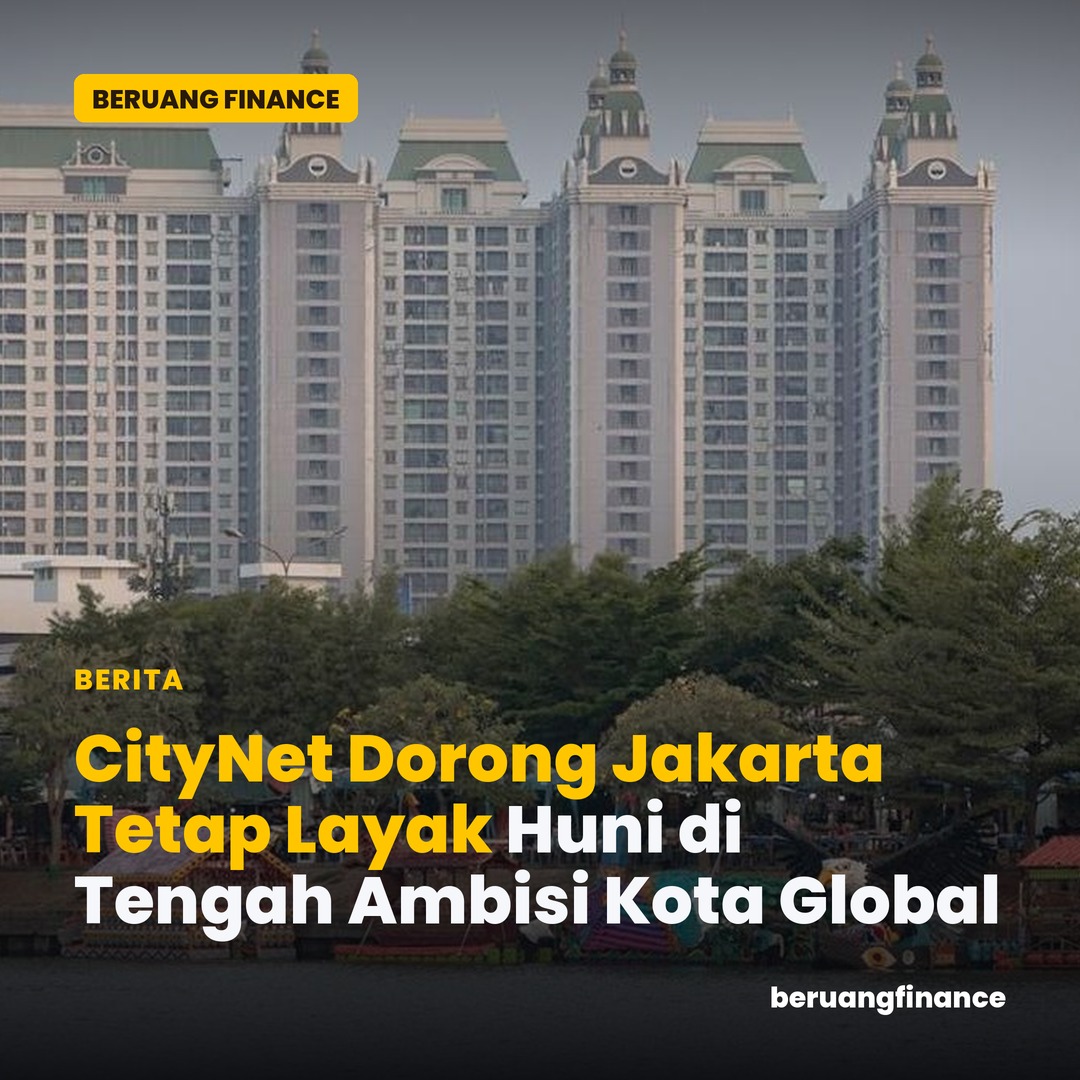 BERUANG FINANCE
BERITA
CityNet Dorong Jakarta
Tetap Layak Huni di
Tengah Ambisi Kota Global
beruangfinance